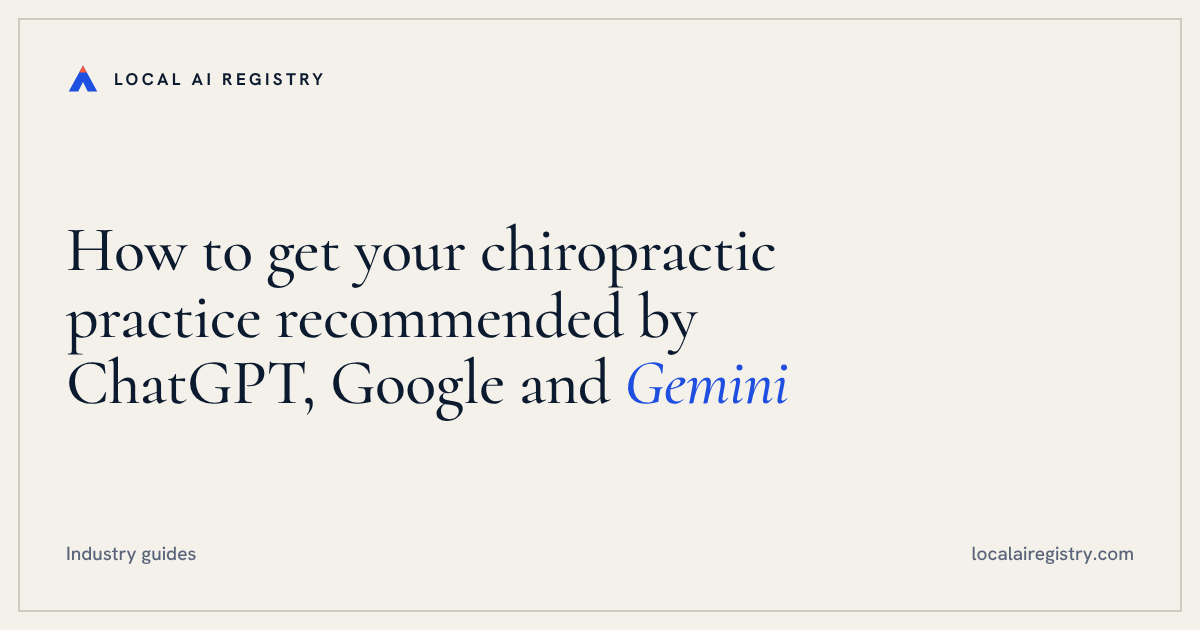 LOCAL AI REGISTRY
How to get your chiropractic
practice recommended by
ChatGPT, Google and Gemini
Industry guides
localairegistry.com